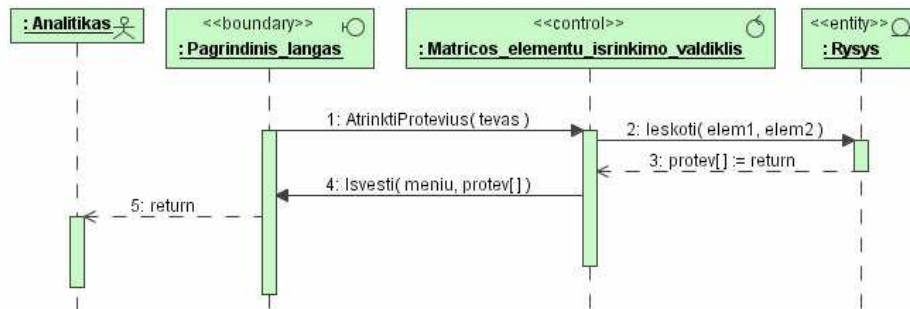 : Analitikas
<<boundary>>
: Pagrindinis_langas
<<control>>
: Matricos_elementu_isrinkimo_valdiklis
<<entity>>
: Rysys
1: AtrinktiProtevius( tevas )
2: Ieskoti( elem1, elem2 )
3: protev[ ] := return
4: Isvesti( meniu, protev[ ] )
5: return